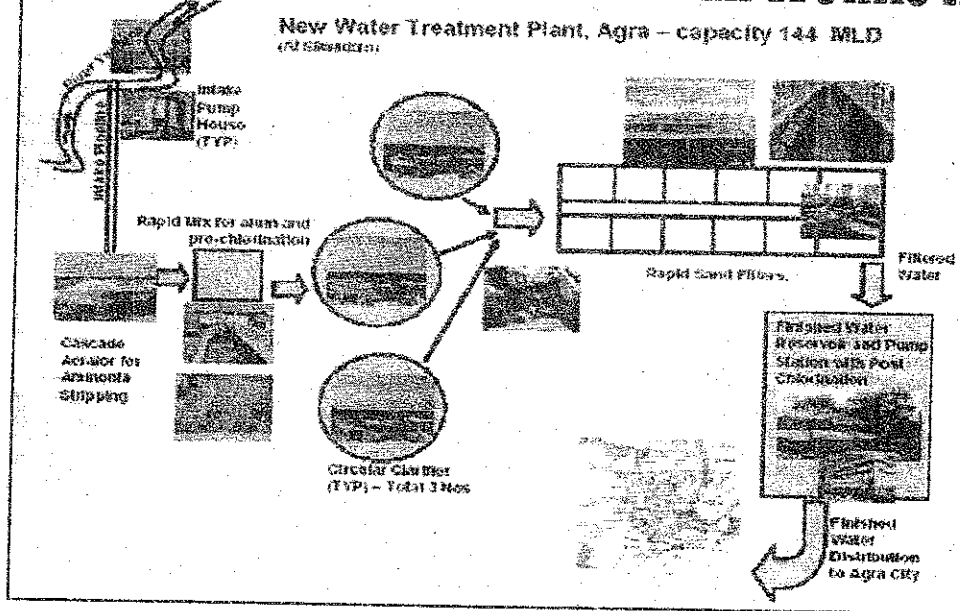 New Water Treatment Plant, Agra – capacity 144 MLD
Intake
Pump
House
(TYP)
Intake Pipeline
Rapid Mix for alum and
pre-chlorination
Cascade
Aerator for
Ammonia
Stripping
Circular Clarifier
(TYP) – Total 3 Nos
Rapid Sand Filters.
Filtered
Water
Finished Water
Reservoir and Pump
Station with Post
Chlorination
Finished
Water
Distribution
to Agra City